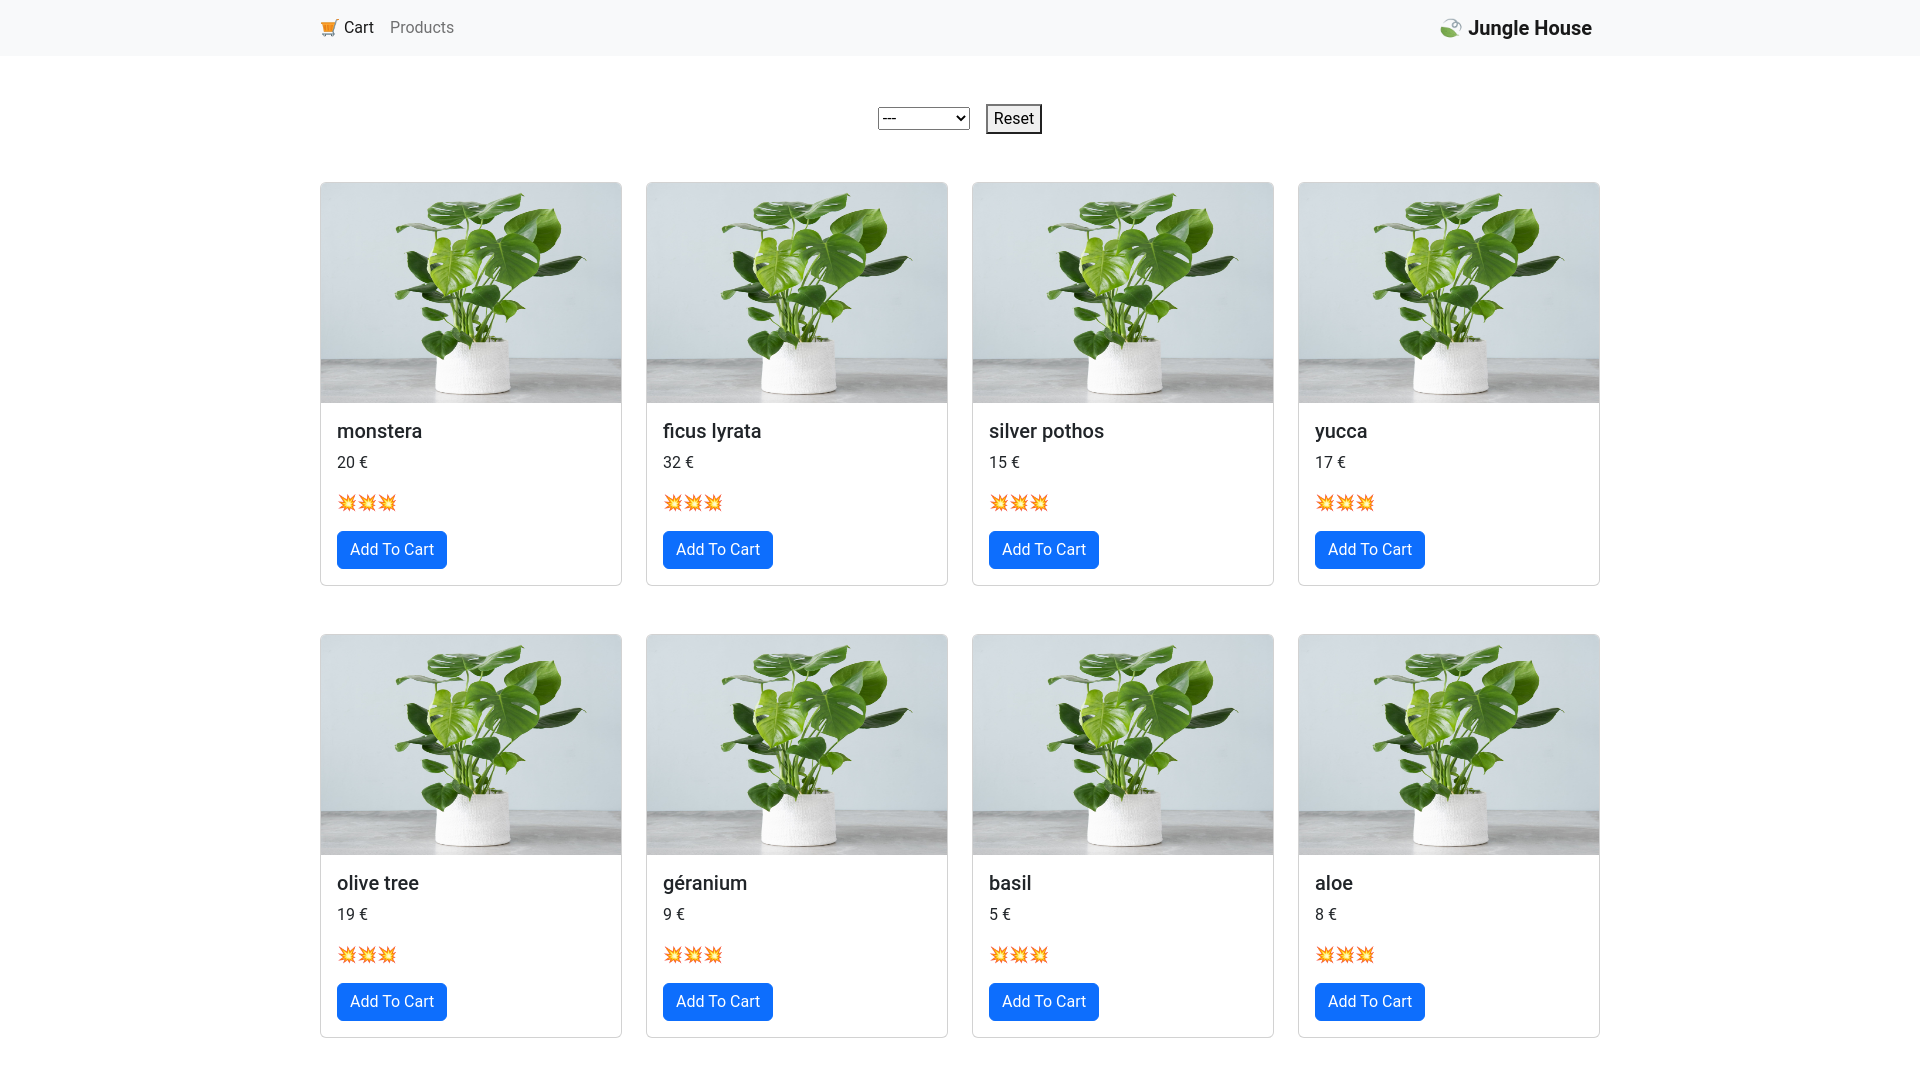 🛒 Cart Products 🍃 Jungle House
--- Reset
monstera
20 €
💥💥💥
Add To Cart
ficus lyrata
32 €
💥💥💥
Add To Cart
silver pothos
15 €
💥💥💥
Add To Cart
yucca
17 €
💥💥💥
Add To Cart
olive tree
19 €
💥💥💥
Add To Cart
géranium
9 €
💥💥💥
Add To Cart
basil
5 €
💥💥💥
Add To Cart
aloe
8 €
💥💥💥
Add To Cart